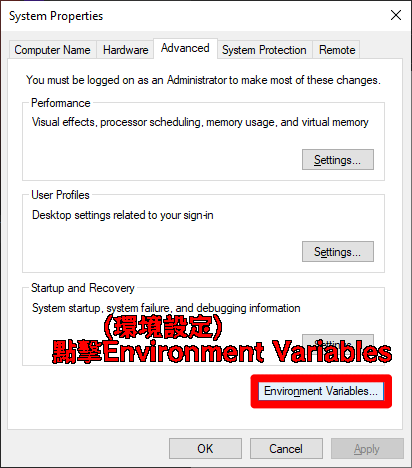 System Properties
Computer Name Hardware Advanced System Protection Remote
You must be logged on as an Administrator to make most of these changes.
Performance
Visual effects, processor scheduling, memory usage, and virtual memory
Settings...
User Profiles
Desktop settings related to your sign-in
Settings...
Startup and Recovery
System startup, system failure, and debugging information
(環境設定)
Settings...
點擊Environment Variables
Environment Variables...
OK Cancel Apply